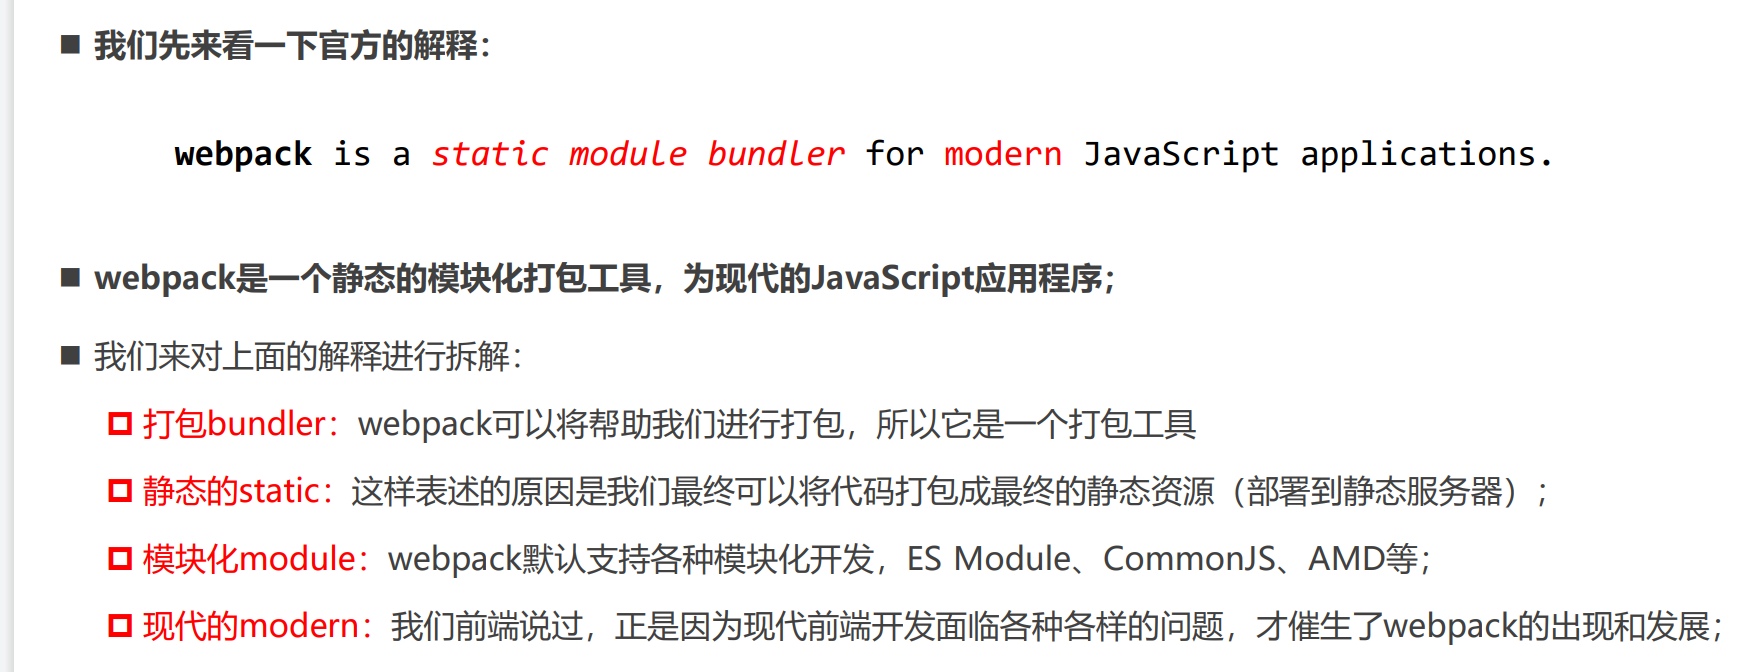 我们先来看一下官方的解释：
webpack is a static module bundler for modern JavaScript applications.
webpack是一个静态的模块化打包工具，为现代的JavaScript应用程序；
我们来对上面的解释进行拆解：
打包bundler：webpack可以将帮助我们进行打包，所以它是一个打包工具
静态的static：这样表述的原因是我们最终可以将代码打包成最终的静态资源（部署到静态服务器）；
模块化module：webpack默认支持各种模块化开发，ES Module、CommonJS、AMD等；
现代的modern：我们前端说过，正是因为现代前端开发面临各种各样的问题，才催生了webpack的出现和发展；